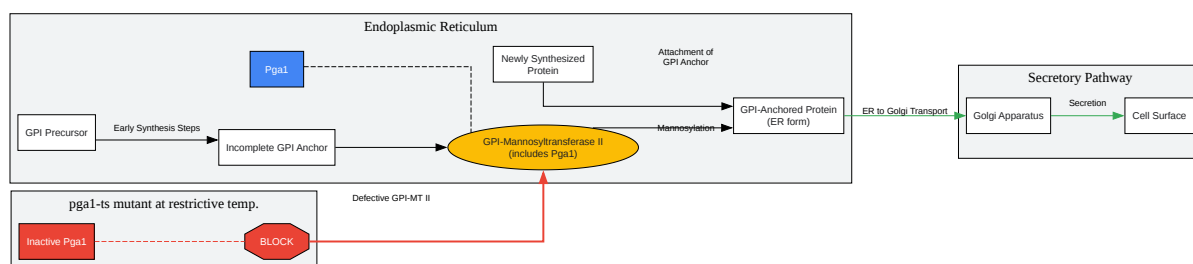 Endoplasmic Reticulum
Pga1
Newly Synthesized
Protein
Attachment of
GPI Anchor
GPI Precursor
Early Synthesis Steps
Incomplete GPI Anchor
GPI-Mannosyltransferase II
(includes Pga1)
Mannosylation
GPI-Anchored Protein
(ER form)
ER to Golgi Transport
Secretory Pathway
Golgi Apparatus
Secretion
Cell Surface
pga1-ts mutant at restrictive temp.
Defective GPI-MT II
Inactive Pga1
BLOCK